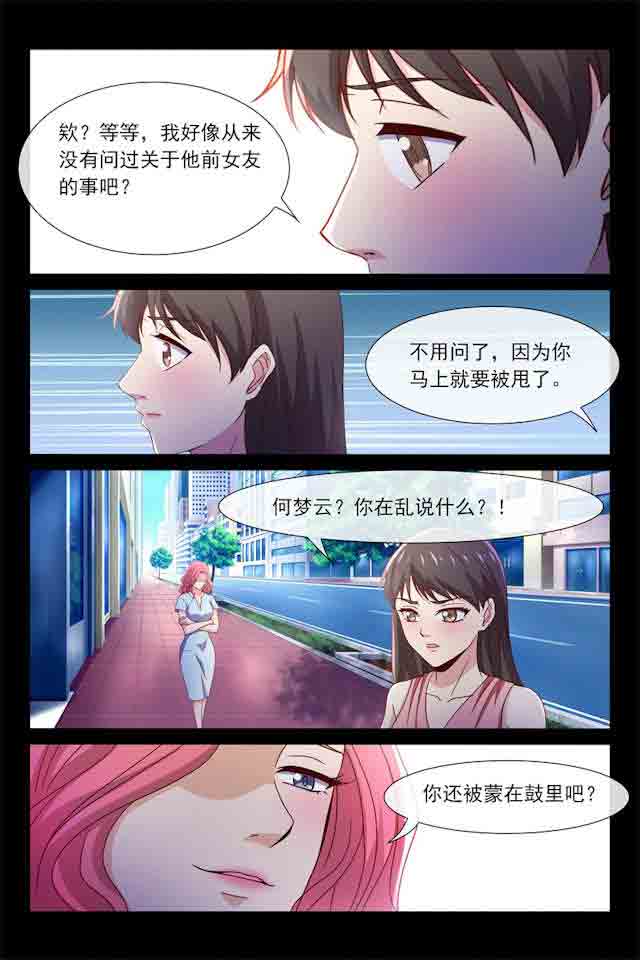 欸？等等，我好像从来
没有问过关于他前女友
的事吧？
不用问了，因为你
马上就要被甩了。
何梦云？你在乱说什么？！
你还被蒙在鼓里吧？